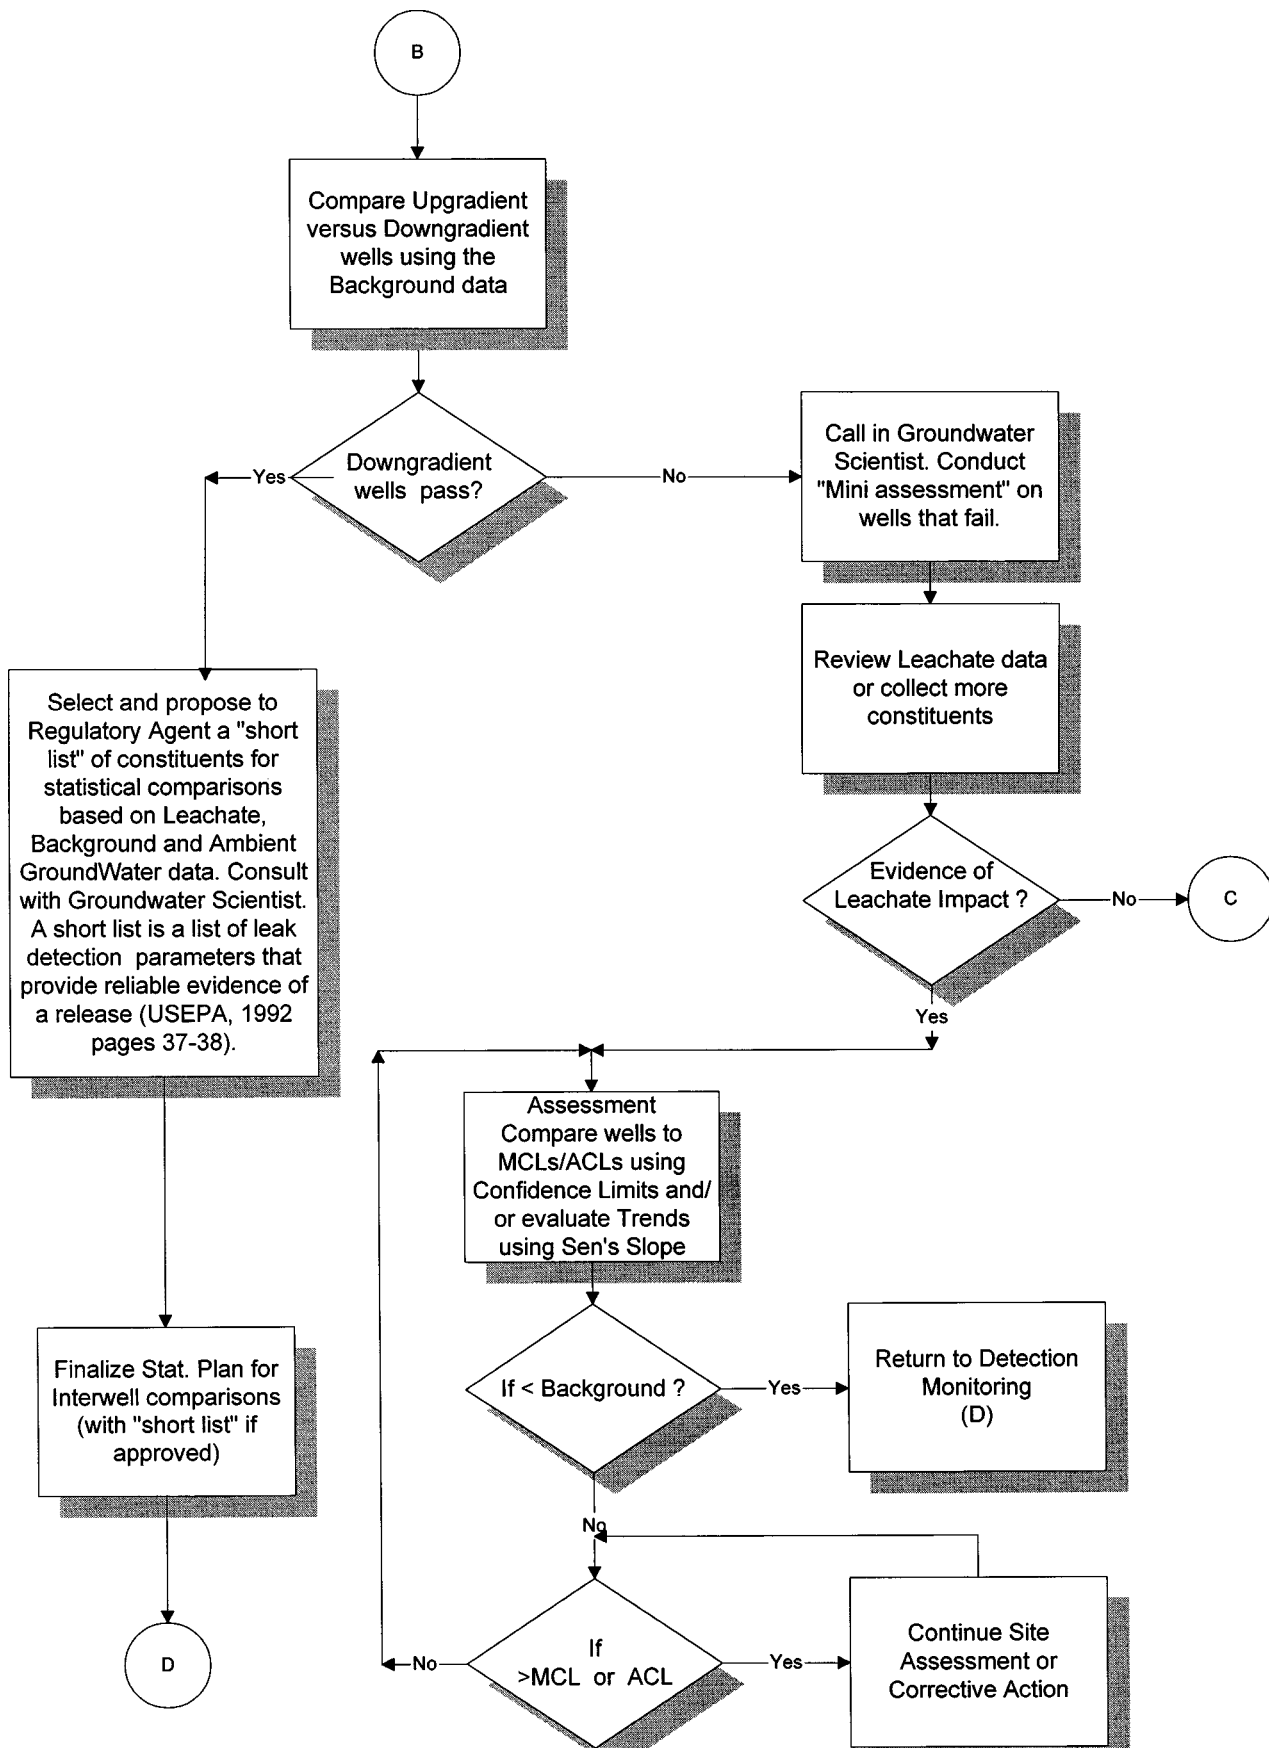 B
Compare Upgradient
versus Downgradient
wells using the
Background data
Downgradient
wells pass?
Yes
No
Call in Groundwater
Scientist. Conduct
"Mini assessment" on
wells that fail.
Review Leachate data
or collect more
constituents
Evidence of
Leachate Impact ?
No
C
Yes
Select and propose to
Regulatory Agent a "short
list" of constituents for
statistical comparisons
based on Leachate,
Background and Ambient
GroundWater data. Consult
with Groundwater Scientist.
A short list is a list of leak
detection parameters that
provide reliable evidence of
a release (USEPA, 1992
pages 37-38).
Assessment
Compare wells to
MCLs/ACLs using
Confidence Limits and/
or evaluate Trends
using Sen's Slope
Finalize Stat. Plan for
Interwell comparisons
(with "short list" if
approved)
If < Background ?
Yes
Return to Detection
Monitoring
(D)
No
D
If
>MCL or ACL
No
Yes
Continue Site
Assessment or
Corrective Action